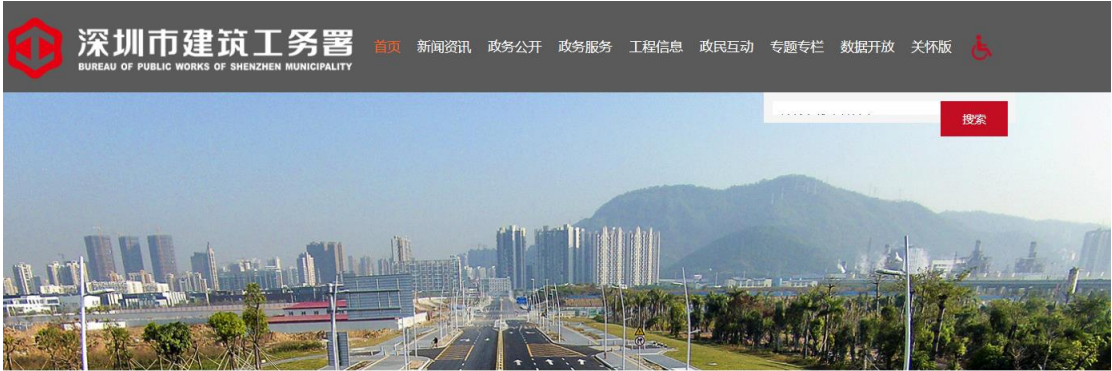 深圳市建筑工务署
BUREAU OF PUBLIC WORKS OF SHENZHEN MUNICIPALITY
首页 新闻资讯 政务公开 政务服务 工程信息 政民互动 专题专栏 数据开放 关怀版
搜索